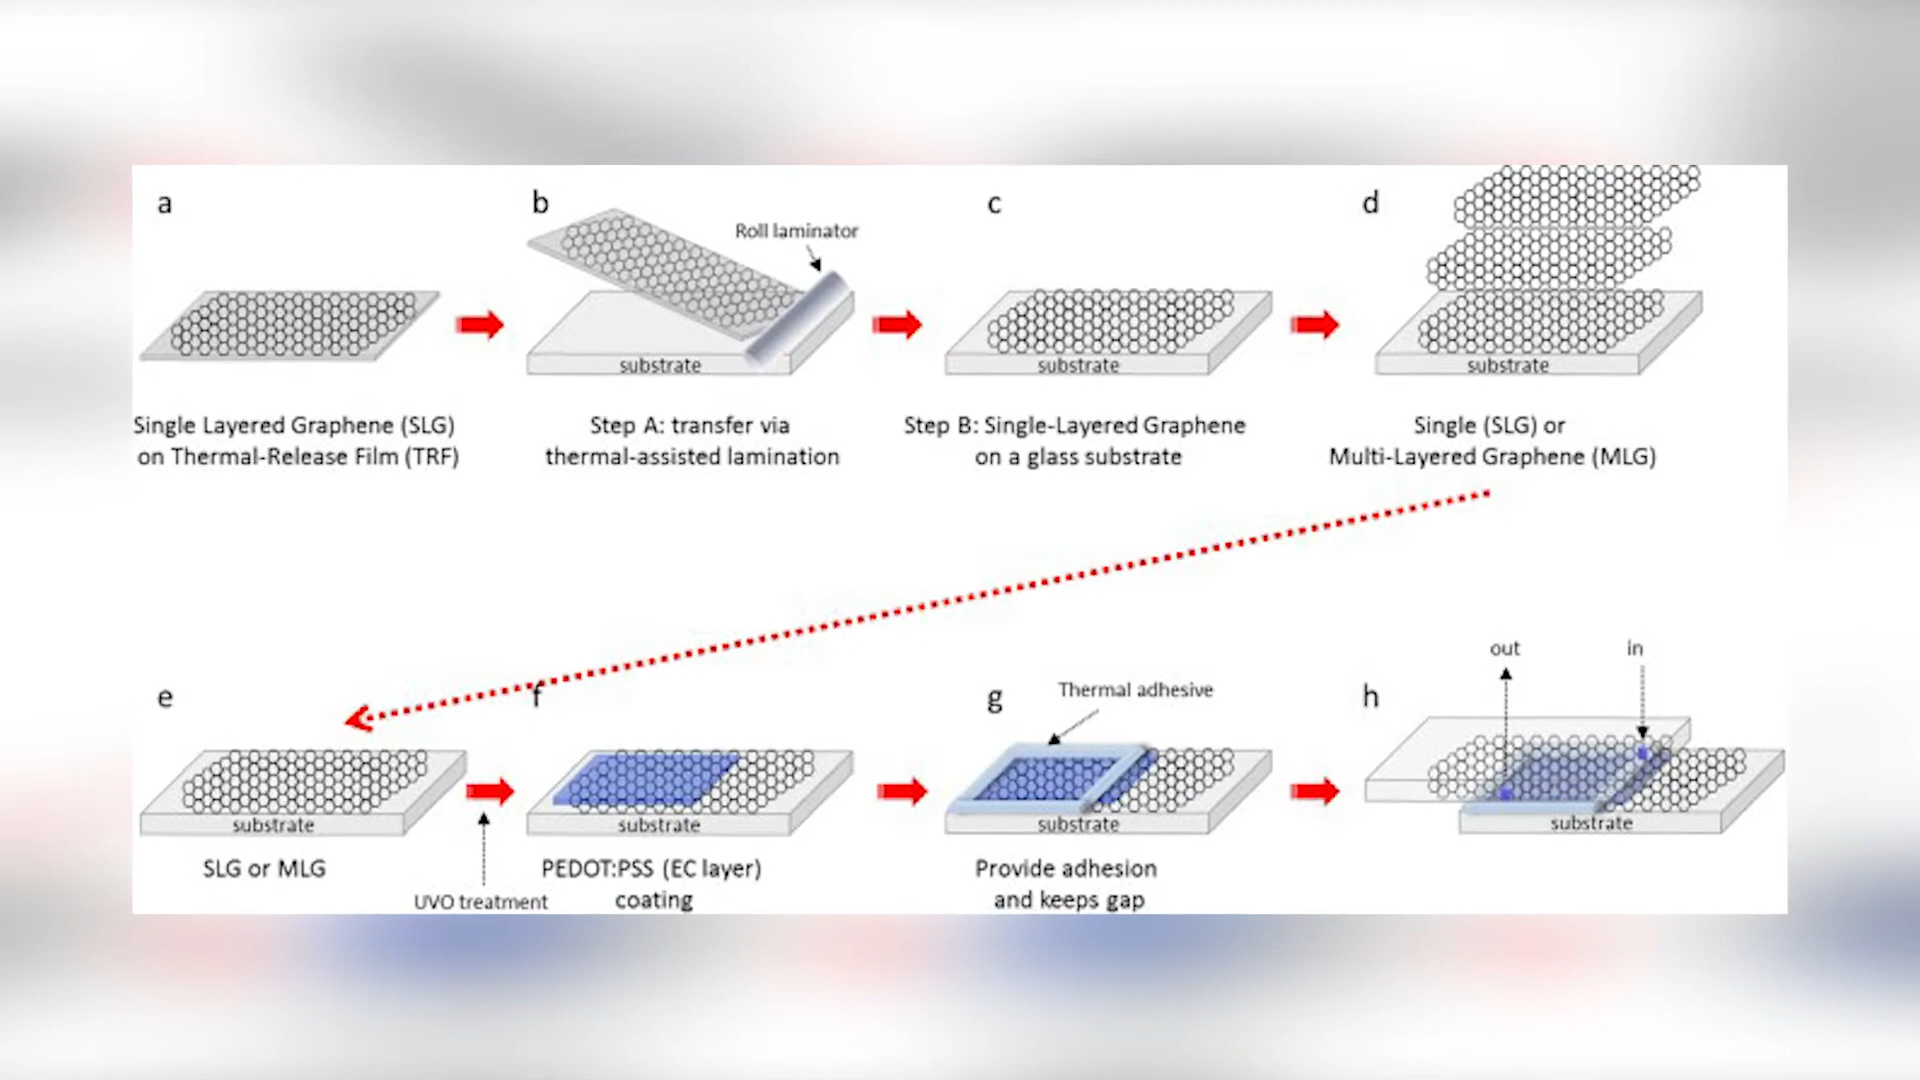 a
b
c
d
Roll laminator
substrate
substrate
substrate
Single Layered Graphene (SLG)
on Thermal-Release Film (TRF)
Step A: transfer via
thermal-assisted lamination
Step B: Single-Layered Graphene
on a glass substrate
Single (SLG) or
Multi-Layered Graphene (MLG)
out
in
e
f
g
h
Thermal adhesive
substrate
substrate
substrate
substrate
SLG or MLG
UVO treatment
PEDOT:PSS (EC layer)
coating
Provide adhesion
and keeps gap